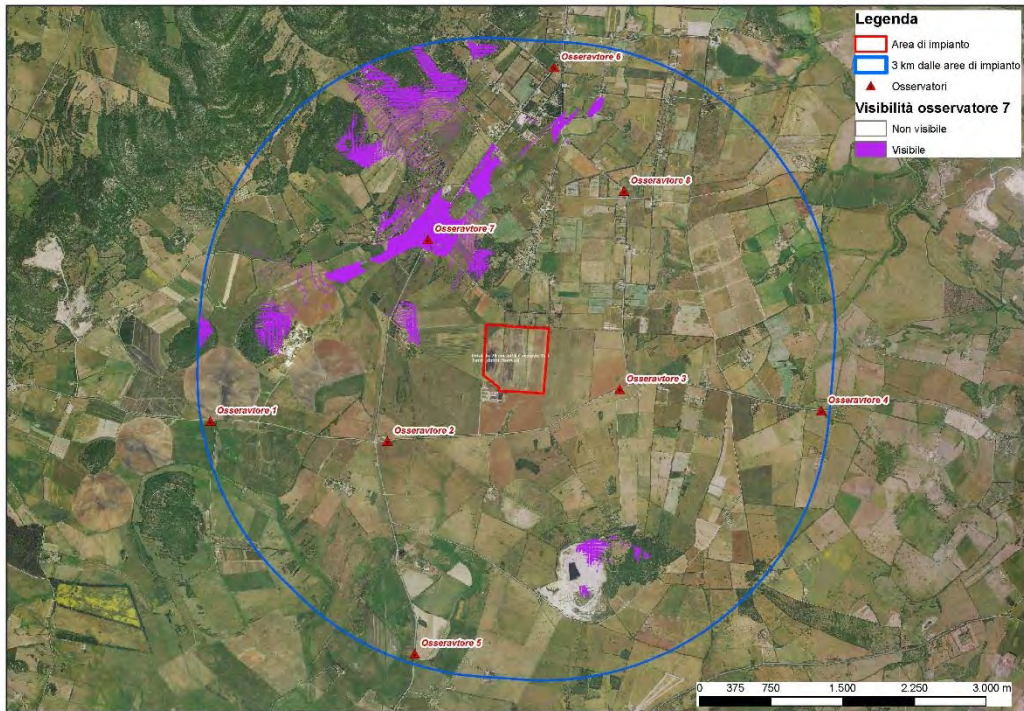 Legenda
Area di impianto
3 km dalle aree di impianto
Osservatori
Visibilità osservatore 7
Non visibile
Visibile
Osseravtore 6
Osseravtore 8
Osseravtore 7
Osseravtore 3
Osseravtore 4
Osseravtore 1
Osseravtore 2
Osseravtore 5
0 375 750 1.500 2.250 3.000 m